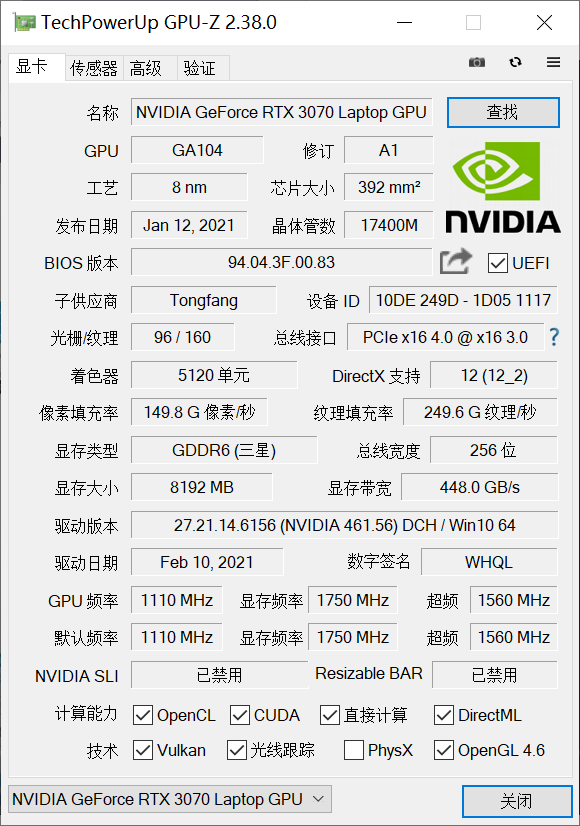 TechPowerUp GPU-Z 2.38.0
显卡 传感器 高级 验证
名称 NVIDIA GeForce RTX 3070 Laptop GPU 查找
GPU GA104 修订 A1
工艺 8 nm 芯片大小 392 mm²
发布日期 Jan 12, 2021 晶体管数 17400M
NVIDIA
BIOS 版本 94.04.3F.00.83 UEFI
子供应商 Tongfang 设备 ID 10DE 249D - 1D05 1117
光栅/纹理 96 / 160 总线接口 PCIe x16 4.0 @ x16 3.0 ?
着色器 5120 单元 DirectX 支持 12 (12_2)
像素填充率 149.8 G 像素/秒 纹理填充率 249.6 G 纹理/秒
显存类型 GDDR6 (三星) 总线宽度 256 位
显存大小 8192 MB 显存带宽 448.0 GB/s
驱动版本 27.21.14.6156 (NVIDIA 461.56) DCH / Win10 64
驱动日期 Feb 10, 2021 数字签名 WHQL
GPU 频率 1110 MHz 显存频率 1750 MHz 超频 1560 MHz
默认频率 1110 MHz 显存频率 1750 MHz 超频 1560 MHz
NVIDIA SLI 已禁用 Resizable BAR 已禁用
计算能力 OpenCL CUDA 直接计算 DirectML
技术 Vulkan 光线跟踪 PhysX OpenGL 4.6
NVIDIA GeForce RTX 3070 Laptop GPU 关闭